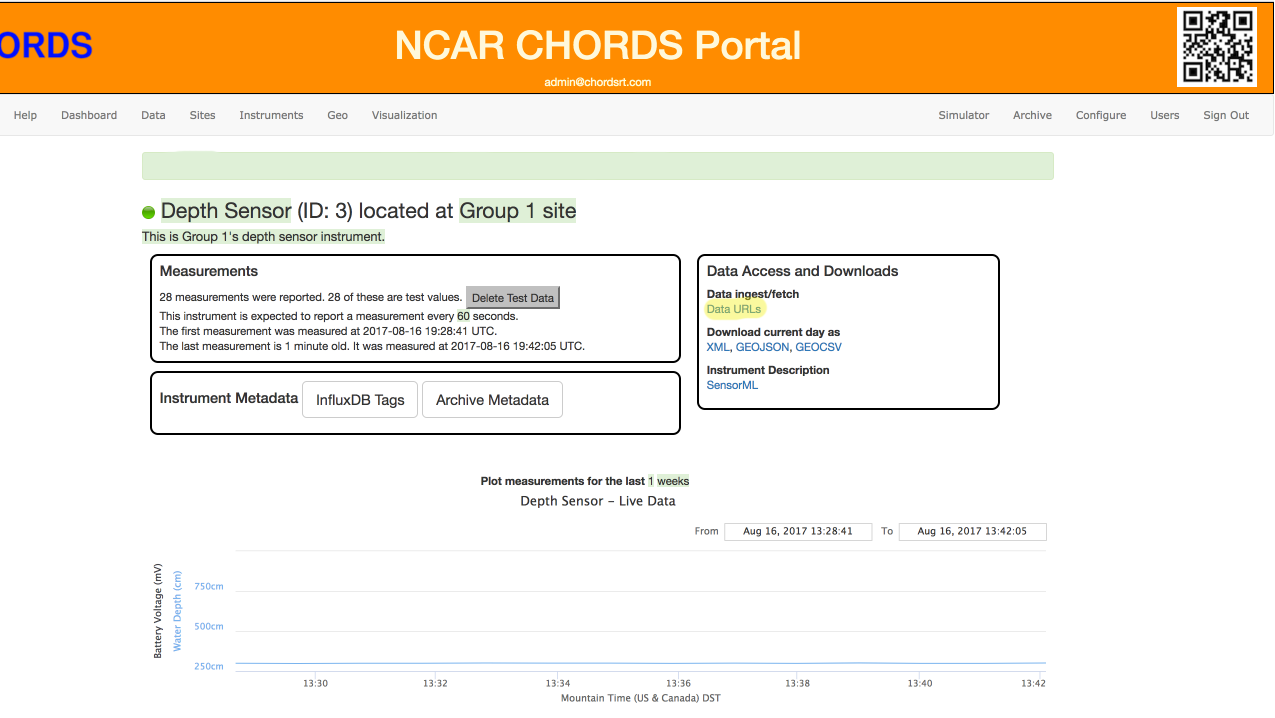 ORDS
NCAR CHORDS Portal
admin@chordsrt.com
Help Dashboard Data Sites Instruments Geo Visualization Simulator Archive Configure Users Sign Out
Depth Sensor (ID: 3) located at Group 1 site
This is Group 1's depth sensor instrument.
Measurements
28 measurements were reported. 28 of these are test values. Delete Test Data
This instrument is expected to report a measurement every 60 seconds.
The first measurement was measured at 2017-08-16 19:28:41 UTC.
The last measurement is 1 minute old. It was measured at 2017-08-16 19:42:05 UTC.
Instrument Metadata InfluxDB Tags Archive Metadata
Data Access and Downloads
Data ingest/fetch
Data URLs
Download current day as
XML, GEOJSON, GEOCSV
Instrument Description
SensorML
Plot measurements for the last 1 weeks
Depth Sensor – Live Data
From Aug 16, 2017 13:28:41 To Aug 16, 2017 13:42:05
Battery Voltage (mV)
Water Depth (cm)
750cm
500cm
250cm
13:30 13:32 13:34 13:36 13:38 13:40 13:42
Mountain Time (US & Canada) DST